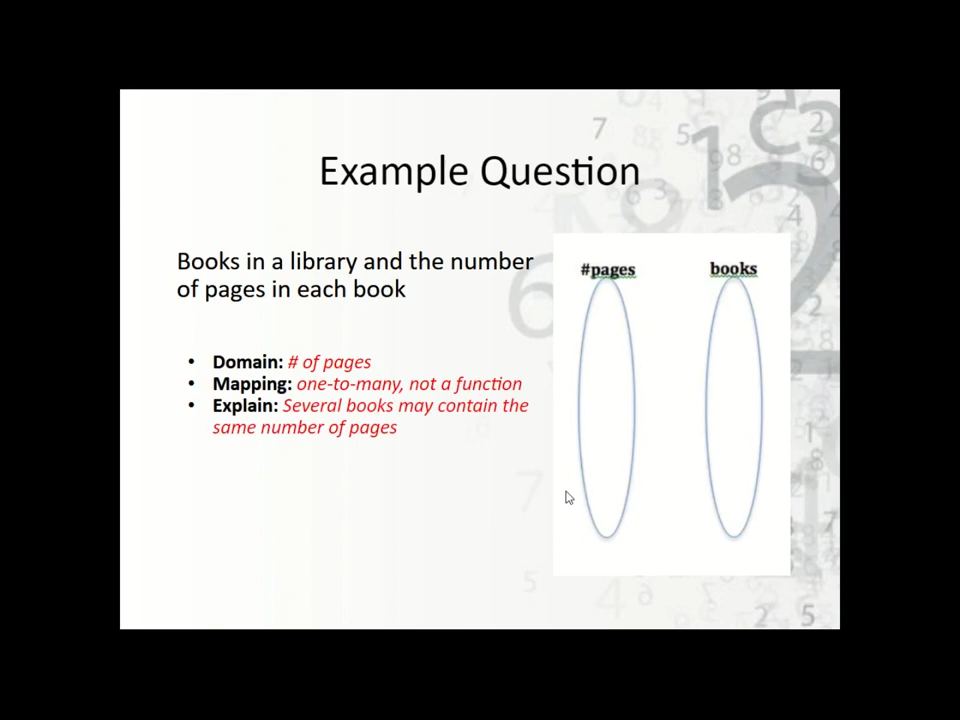 Example Question
Books in a library and the number
of pages in each book
#pages
books
• Domain: # of pages
• Mapping: one-to-many, not a function
• Explain: Several books may contain the
same number of pages